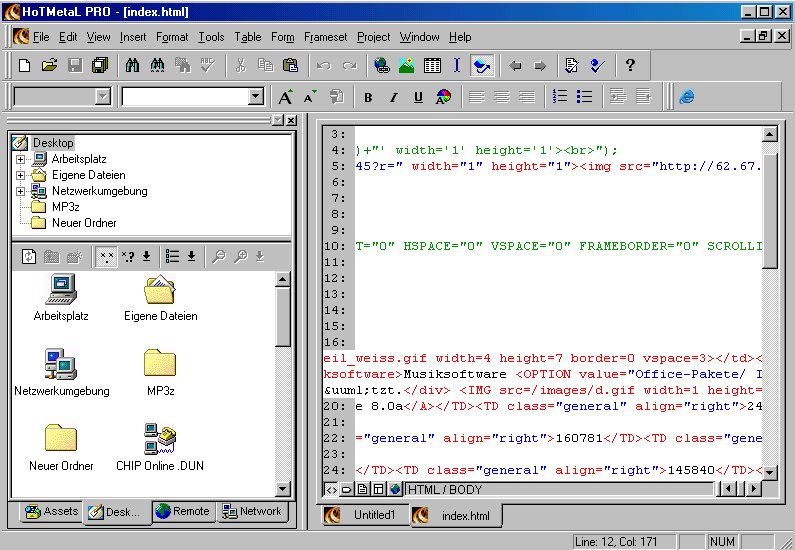 HoTMetaL PRO - [index.html]
File Edit View Insert Format Tools Table Form Frameset Project Window Help
Desktop
Arbeitsplatz
Eigene Dateien
Netzwerkumgebung
MP3z
Neuer Ordner
Arbeitsplatz Eigene Dateien
Netzwerkumgebung MP3z
Neuer Ordner CHIP Online .DUN
Assets Desk... Remote Network
3:
4: )+"' width='1' height='1'><br>");
5: 45?r=" width="1" height="1"><img src="http://62.67.
6:
7:
8:
9:
10: T="0" HSPACE="0" VSPACE="0" FRAMEBORDER="0" SCROLLI
11:
12:
13:
14:
15:
16:
eil_weiss.gif width=4 height=7 border=0 vspace=3></td><
ksoftware>Musiksoftware <OPTION value="Office-Pakete/ I
&uuml;tzt.</div> <IMG src=/images/d.gif width=1 height=
20: e 8.0a</A></TD><TD class="general" align="right">24
21:
22: ="general" align="right">160781</TD><TD class="gene
23:
24: </TD><TD class="general" align="right">145840</TD><
HTML / BODY
Untitled1 index.html
Line: 12, Col: 171 NUM